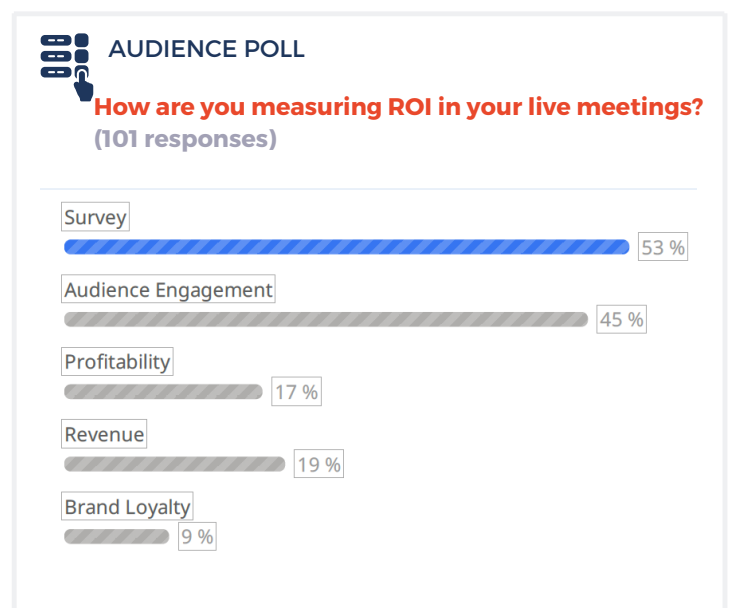 AUDIENCE POLL
How are you measuring ROI in your live meetings?
(101 responses)
Survey
53 %
Audience Engagement
45 %
Profitability
17 %
Revenue
19 %
Brand Loyalty
9 %